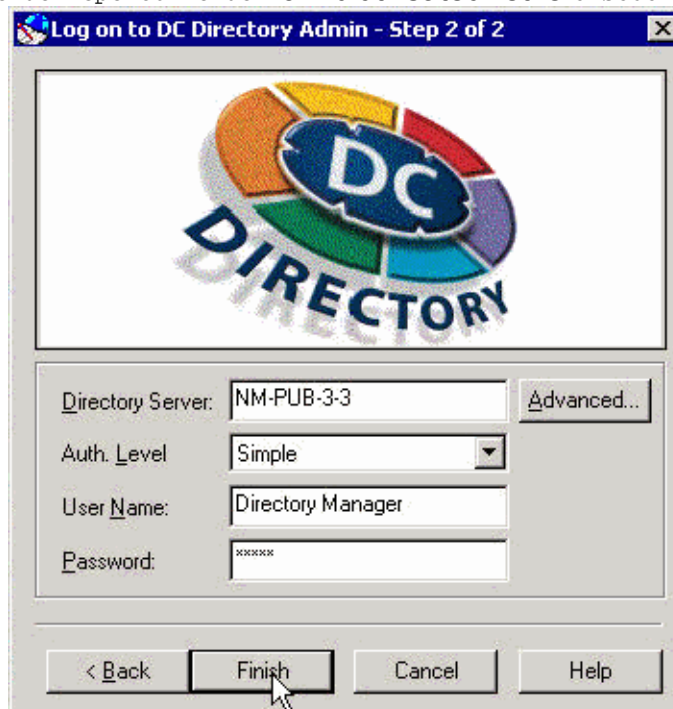 Log on to DC Directory Admin - Step 2 of 2
DC
DIRECTORY
Directory Server: NM-PUB-3-3 Advanced...
Auth. Level Simple
User Name: Directory Manager
Password: *****
< Back Finish Cancel Help